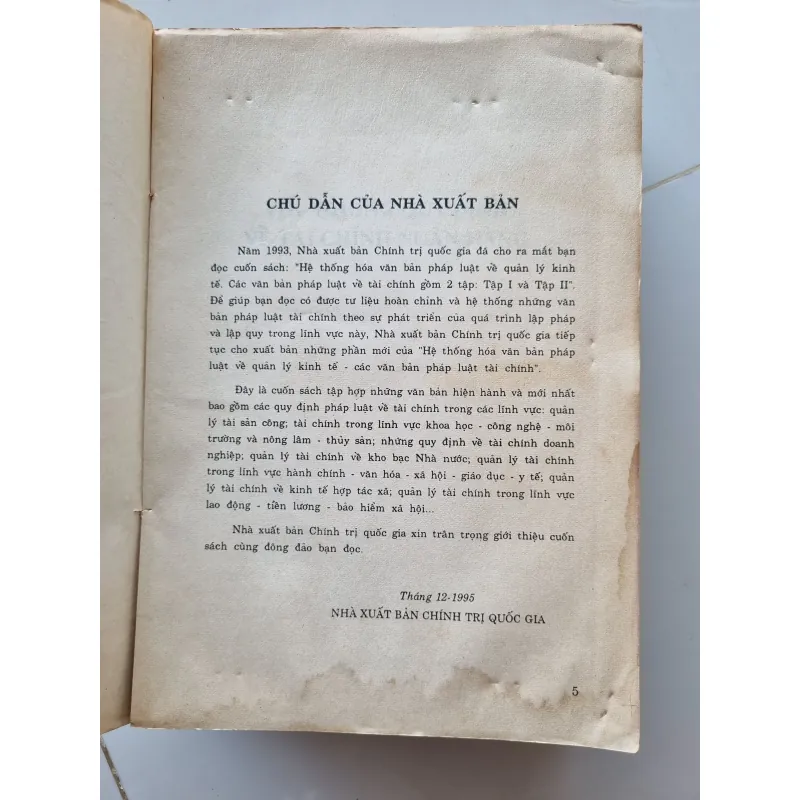 CHÚ DẪN CỦA NHÀ XUẤT BẢN
Năm 1993, Nhà xuất bản Chính trị quốc gia đã cho ra mắt bạn
đọc cuốn sách: "Hệ thống hóa văn bản pháp luật về quản lý kinh
tế. Các văn bản pháp luật về tài chính gồm 2 tập: Tập I và Tập II".
Để giúp bạn đọc có được tư liệu hoàn chỉnh và hệ thống những văn
bản pháp luật tài chính theo sự phát triển của quá trình lập pháp
và lập quy trong lĩnh vực này, Nhà xuất bản Chính trị quốc gia tiếp
tục cho xuất bản những phần mới của "Hệ thống hóa văn bản pháp
luật về quản lý kinh tế - các văn bản pháp luật tài chính".
Đây là cuốn sách tập hợp những văn bản hiện hành và mới nhất
bao gồm các quy định pháp luật về tài chính trong các lĩnh vực: quản
lý tài sản công; tài chính trong lĩnh vực khoa học - công nghệ - môi
trường và nông lâm - thủy sản; những quy định về tài chính doanh
nghiệp; quản lý tài chính về kho bạc Nhà nước; quản lý tài chính
trong lĩnh vực hành chính - văn hóa - xã hội - giáo dục - y tế; quản
lý tài chính về kinh tế hợp tác xã; quản lý tài chính trong lĩnh vực
lao động - tiền lương - bảo hiểm xã hội...
Nhà xuất bản Chính trị quốc gia xin trân trọng giới thiệu cuốn
sách cùng đông đảo bạn đọc.
Tháng 12-1995
NHÀ XUẤT BẢN CHÍNH TRỊ QUỐC GIA
5